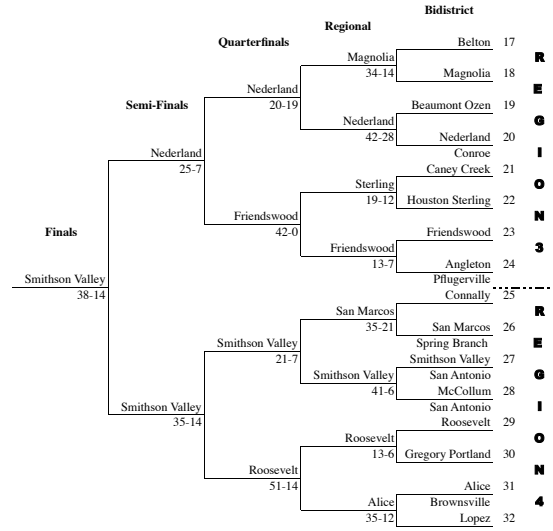 Bidistrict
Regional
Quarterfinals
Semi-Finals
Finals
Belton 17
Magnolia
34-14
Magnolia 18
Nederland
20-19
Beaumont Ozen 19
Nederland
42-28
Nederland 20
Nederland
25-7
Conroe
Caney Creek 21
Sterling
19-12
Houston Sterling 22
Friendswood
42-0
Friendswood 23
Friendswood
13-7
Angleton 24
Smithson Valley
38-14
Pflugerville
Connally 25
San Marcos
35-21
San Marcos 26
Smithson Valley
21-7
Spring Branch
Smithson Valley 27
Smithson Valley
41-6
San Antonio
McCollum 28
Smithson Valley
35-14
San Antonio
Roosevelt 29
Roosevelt
13-6
Gregory Portland 30
Roosevelt
51-14
Alice 31
Alice
35-12
Brownsville
Lopez 32
REGION 3
REGION 4